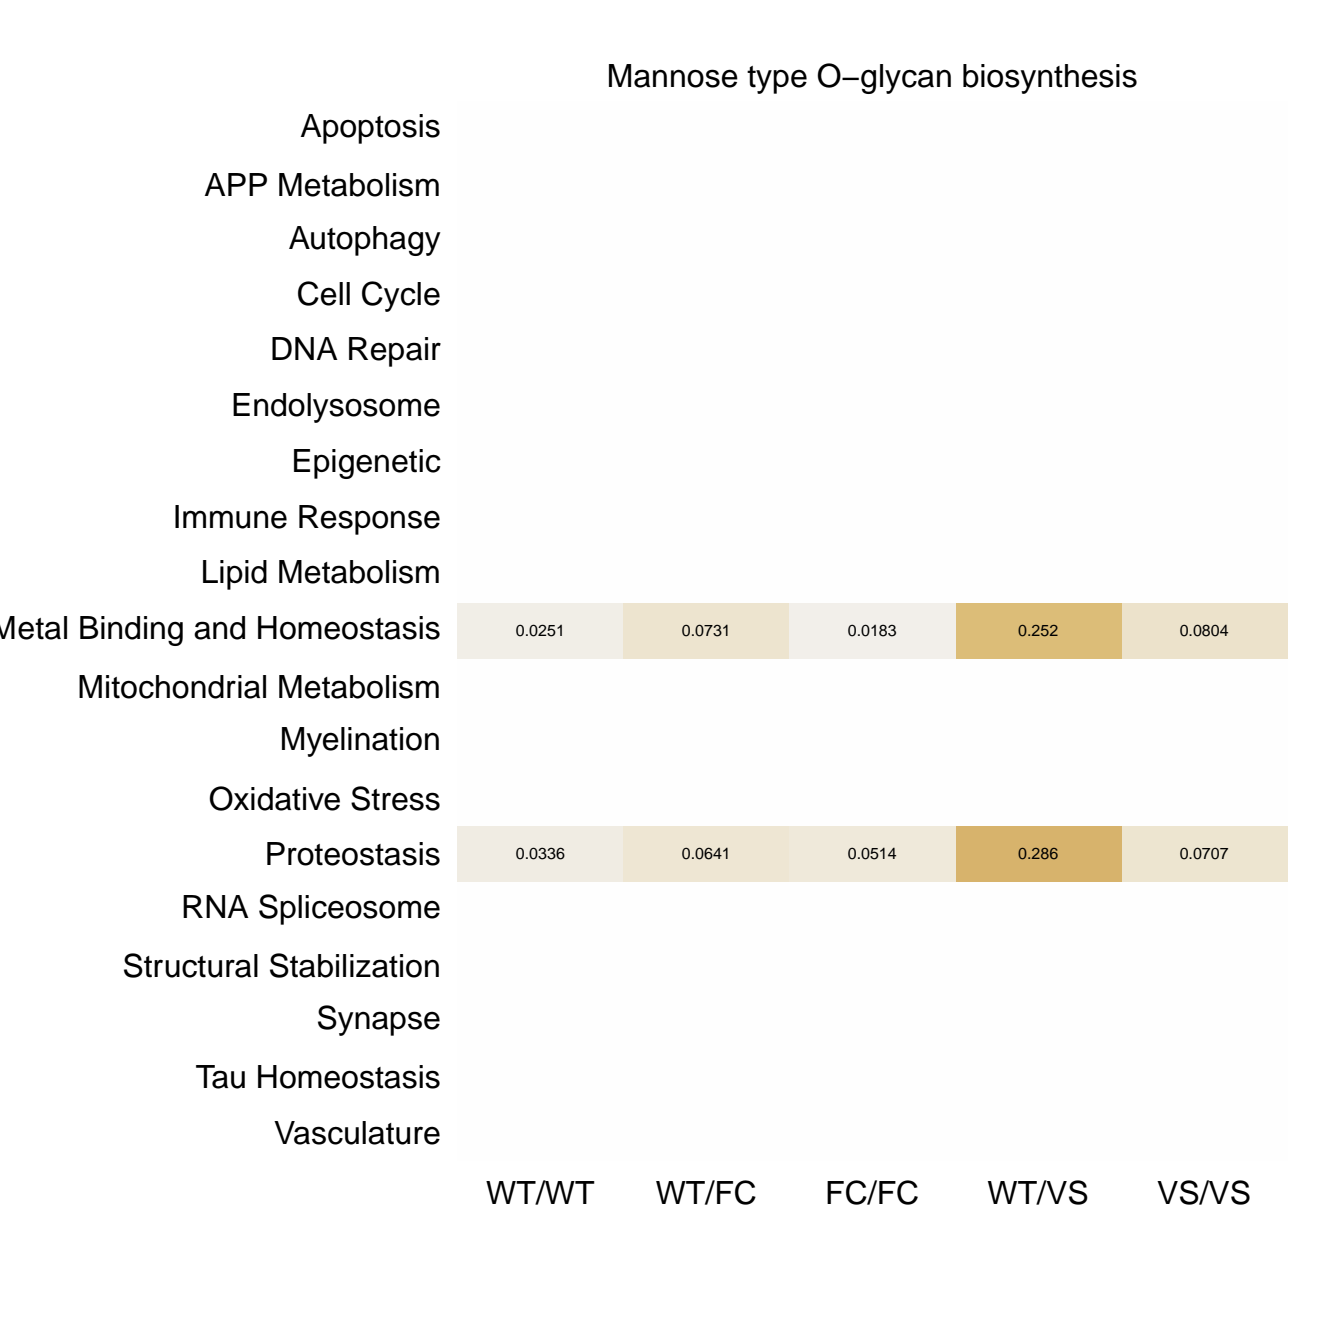 Mannose type O−glycan biosynthesis
Apoptosis
APP Metabolism
Autophagy
Cell Cycle
DNA Repair
Endolysosome
Epigenetic
Immune Response
Lipid Metabolism
Metal Binding and Homeostasis 0.0251 0.0731 0.0183 0.252 0.0804
Mitochondrial Metabolism
Myelination
Oxidative Stress
Proteostasis 0.0336 0.0641 0.0514 0.286 0.0707
RNA Spliceosome
Structural Stabilization
Synapse
Tau Homeostasis
Vasculature
WT/WT WT/FC FC/FC WT/VS VS/VS